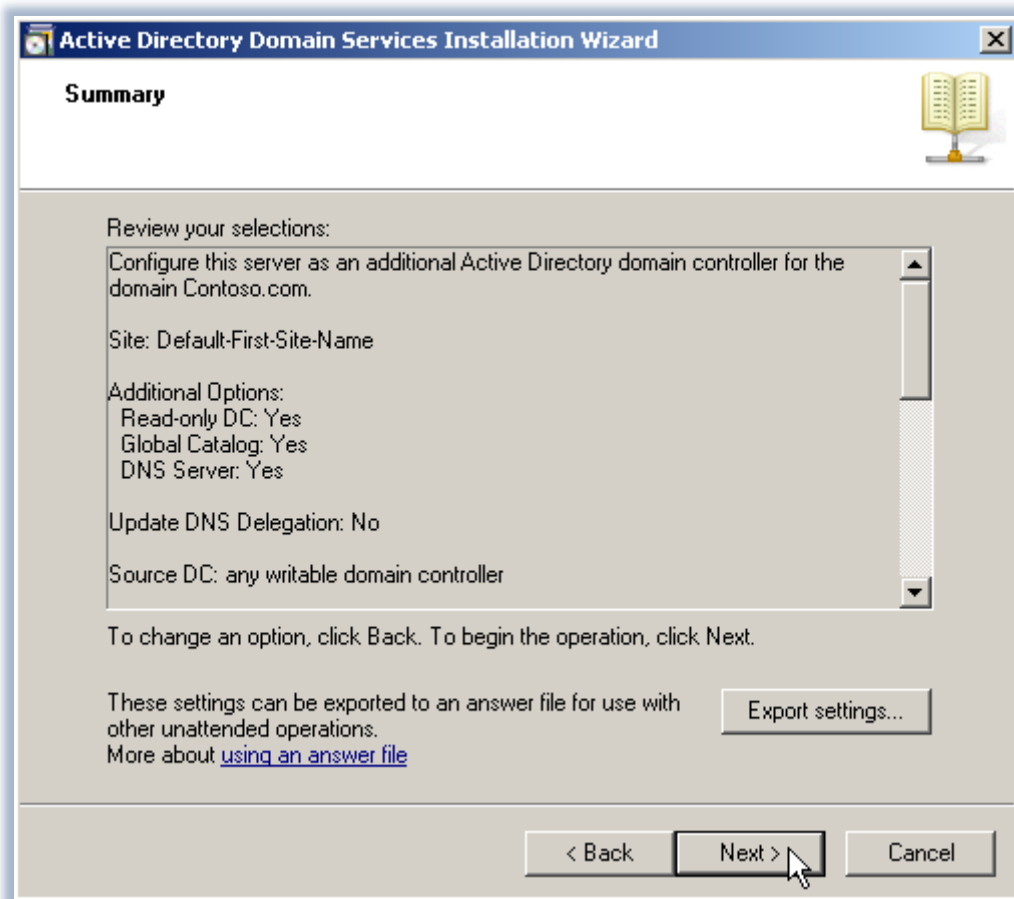 Active Directory Domain Services Installation Wizard
Summary
Review your selections:
Configure this server as an additional Active Directory domain controller for the
domain Contoso.com.
Site: Default-First-Site-Name
Additional Options:
Read-only DC: Yes
Global Catalog: Yes
DNS Server: Yes
Update DNS Delegation: No
Source DC: any writable domain controller
To change an option, click Back. To begin the operation, click Next.
These settings can be exported to an answer file for use with
other unattended operations.
More about using an answer file
Export settings...
< Back
Next >
Cancel